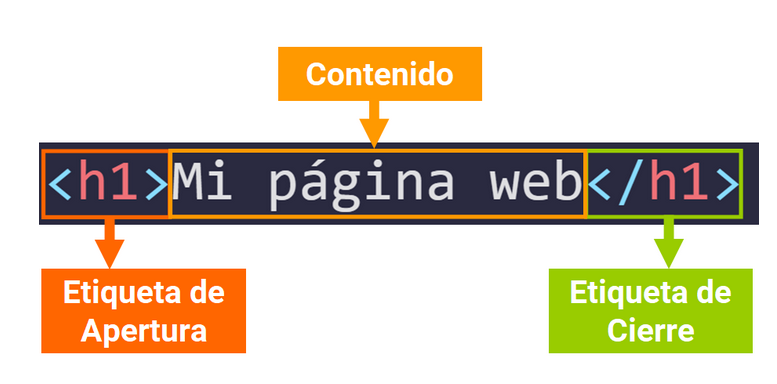 Contenido
<h1>Mi página web</h1>
Etiqueta de
Apertura
Etiqueta de
Cierre